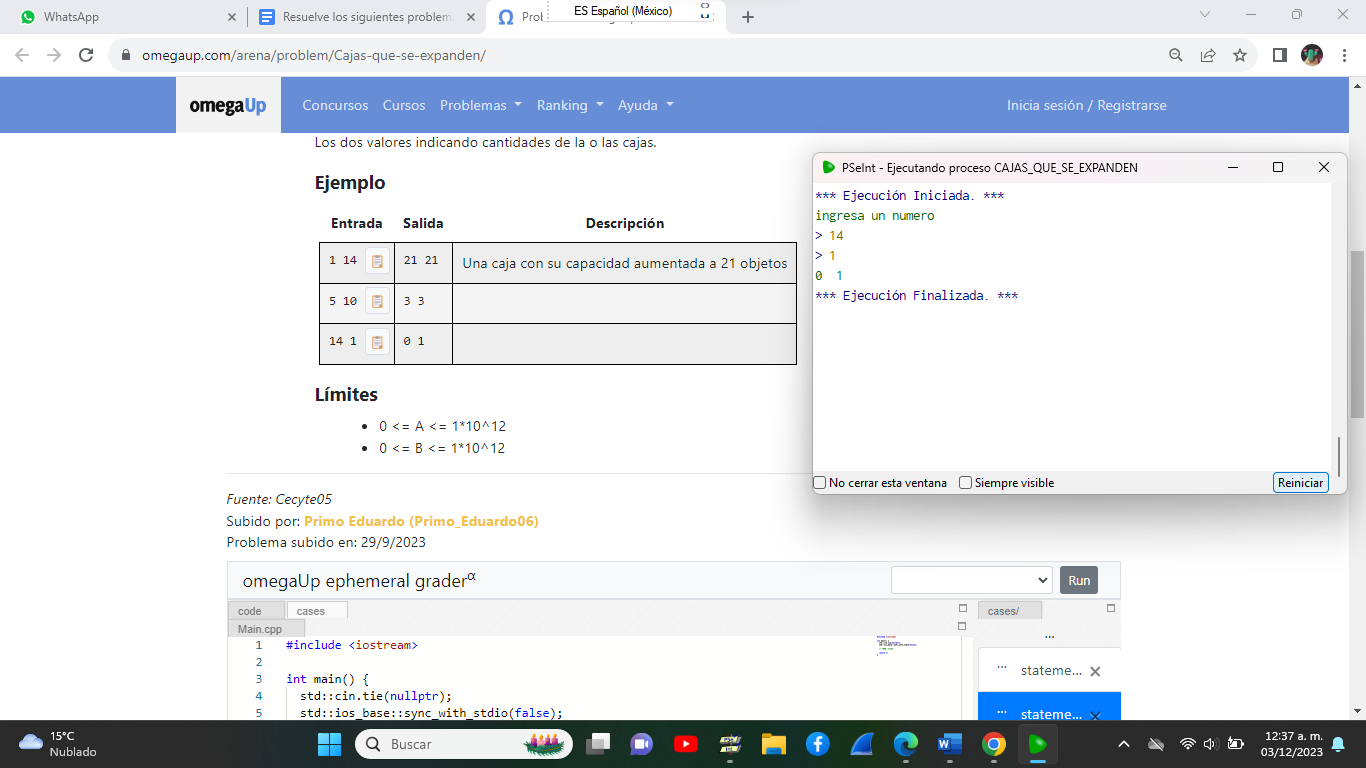 WhatsApp
Resuelve los siguientes problem
ES Español (México)
omegaup.com/arena/problem/Cajas-que-se-expanden/
omegaUp
Concursos
Cursos
Problemas
Ranking
Ayuda
Inicia sesión / Registrarse
Los dos valores indicando cantidades de la o las cajas.
Ejemplo
Entrada Salida Descripción
1 14 21 21 Una caja con su capacidad aumentada a 21 objetos
5 10 3 3
14 1 0 1
Límites
• 0 <= A <= 1*10^12
• 0 <= B <= 1*10^12
Fuente: Cecyte05
Subido por: Primo Eduardo (Primo_Eduardo06)
Problema subido en: 29/9/2023
omegaUp ephemeral graderα
Run
code cases
cases/
Main.cpp
...
1 #include <iostream>
2
3 int main() {
4 std::cin.tie(nullptr);
5 std::ios_base::sync_with_stdio(false);
... stateme...
... stateme...
PSeInt - Ejecutando proceso CAJAS_QUE_SE_EXPANDEN
*** Ejecución Iniciada. ***
ingresa un numero
> 14
> 1
0 1
*** Ejecución Finalizada. ***
No cerrar esta ventana
Siempre visible
Reiniciar
15°C
Nublado
Buscar
12:37 a. m.
03/12/2023